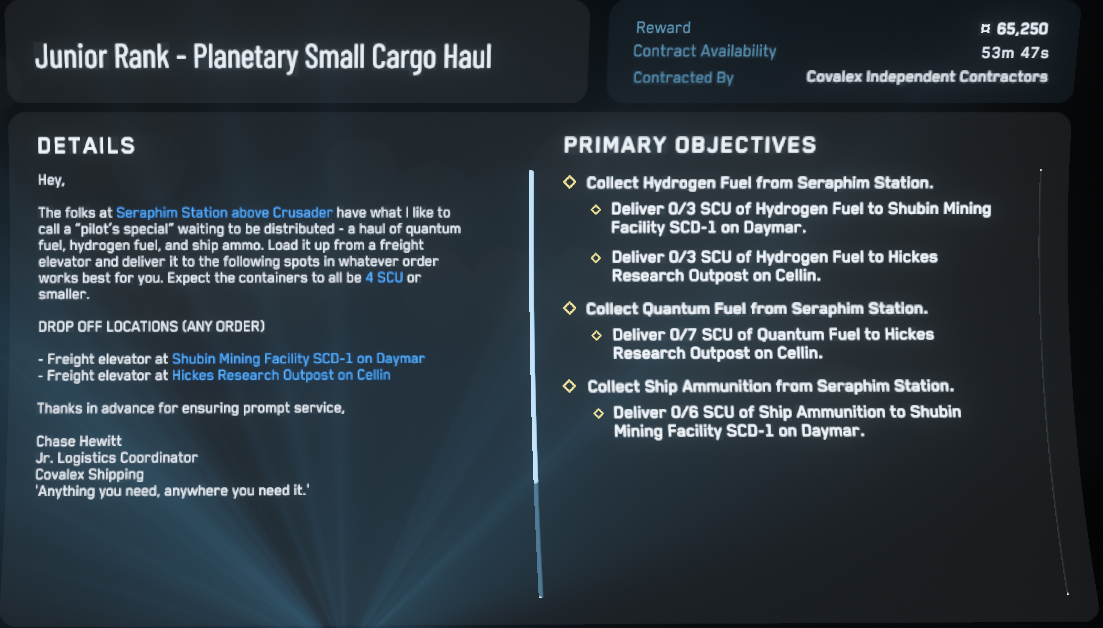 Junior Rank - Planetary Small Cargo Haul
Reward ¤ 65,250
Contract Availability 53m 47s
Contracted By Covalex Independent Contractors
DETAILS
Hey,
The folks at Seraphim Station above Crusader have what I like to
call a "pilot's special" waiting to be distributed - a haul of quantum
fuel, hydrogen fuel, and ship ammo. Load it up from a freight
elevator and deliver it to the following spots in whatever order
works best for you. Expect the containers to all be 4 SCU or
smaller.
DROP OFF LOCATIONS (ANY ORDER)
- Freight elevator at Shubin Mining Facility SCD-1 on Daymar
- Freight elevator at Hickes Research Outpost on Cellin
Thanks in advance for ensuring prompt service,
Chase Hewitt
Jr. Logistics Coordinator
Covalex Shipping
'Anything you need, anywhere you need it.'
PRIMARY OBJECTIVES
Collect Hydrogen Fuel from Seraphim Station.
Deliver 0/3 SCU of Hydrogen Fuel to Shubin Mining
Facility SCD-1 on Daymar.
Deliver 0/3 SCU of Hydrogen Fuel to Hickes
Research Outpost on Cellin.
Collect Quantum Fuel from Seraphim Station.
Deliver 0/7 SCU of Quantum Fuel to Hickes
Research Outpost on Cellin.
Collect Ship Ammunition from Seraphim Station.
Deliver 0/6 SCU of Ship Ammunition to Shubin
Mining Facility SCD-1 on Daymar.